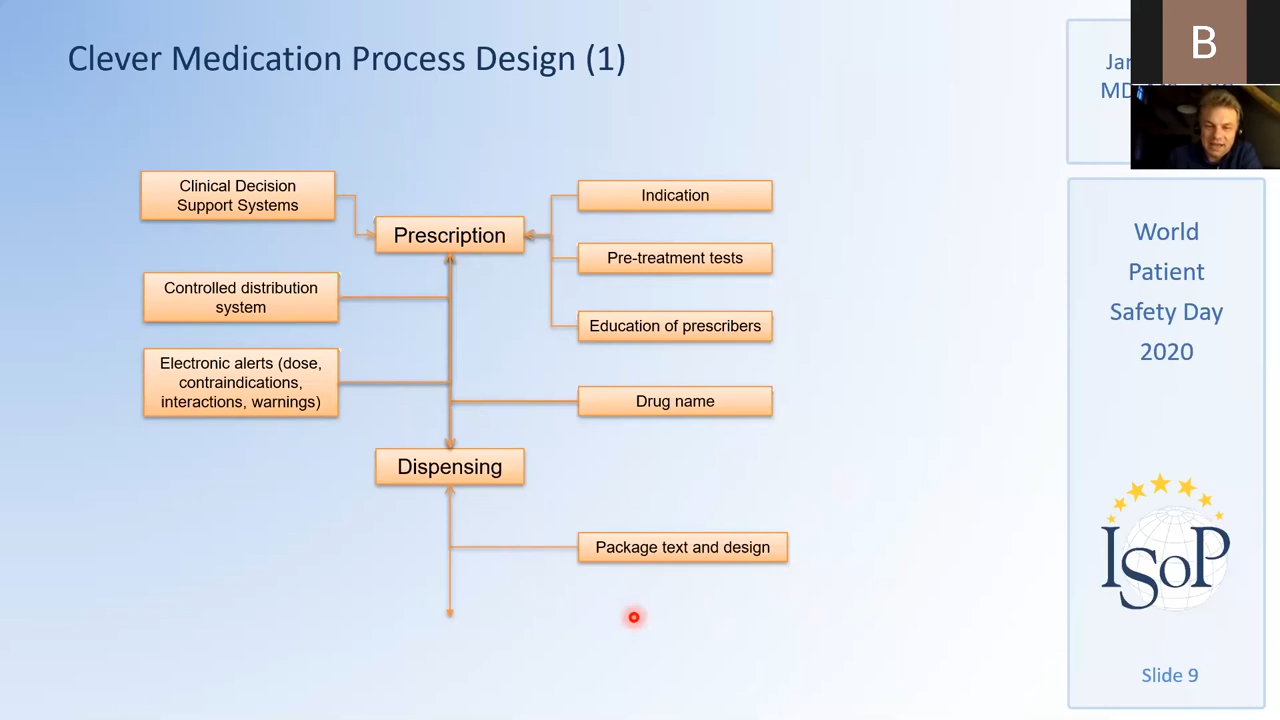 Clever Medication Process Design (1)
B
Clinical Decision
Support Systems
Prescription
Indication
Pre-treatment tests
Controlled distribution
system
Education of prescribers
Electronic alerts (dose,
contraindications,
interactions, warnings)
Drug name
Dispensing
Package text and design
World
Patient
Safety Day
2020
ISoP
Slide 9